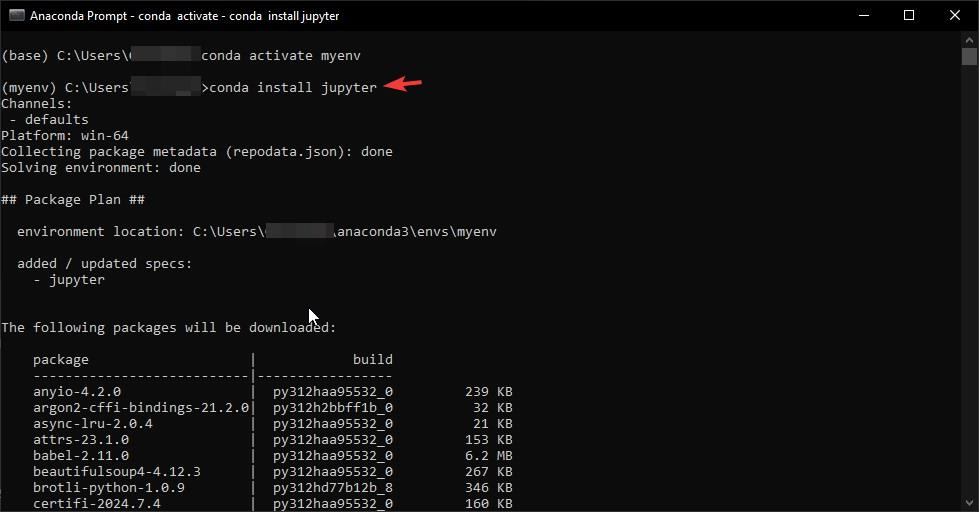 Anaconda Prompt - conda  activate - conda  install jupyter
(base) C:\Users\ conda activate myenv
(myenv) C:\Users >conda install jupyter
Channels:
 - defaults
Platform: win-64
Collecting package metadata (repodata.json): done
Solving environment: done
## Package Plan ##
  environment location: C:\Users\ \anaconda3\envs\myenv
  added / updated specs:
    - jupyter
The following packages will be downloaded:
    package                    |            build
    ---------------------------|-----------------
    anyio-4.2.0                |  py312haa95532_0         239 KB
    argon2-cffi-bindings-21.2.0|  py312h2bbff1b_0          32 KB
    async-lru-2.0.4            |  py312haa95532_0          21 KB
    attrs-23.1.0               |  py312haa95532_0         153 KB
    babel-2.11.0               |  py312haa95532_0         6.2 MB
    beautifulsoup4-4.12.3      |  py312haa95532_0         267 KB
    brotli-python-1.0.9        |  py312hd77b12b_8         346 KB
    certifi-2024.7.4           |  py312haa95532_0         160 KB